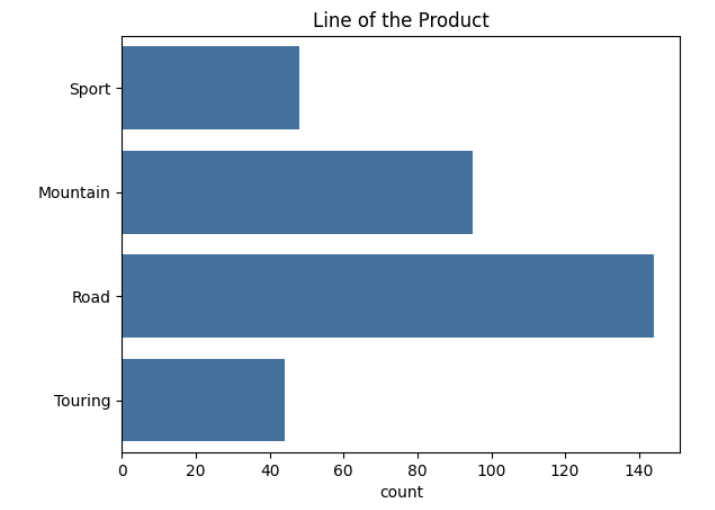 Line of the Product
Sport
Mountain
Road
Touring
0 20 40 60 80 100 120 140
count